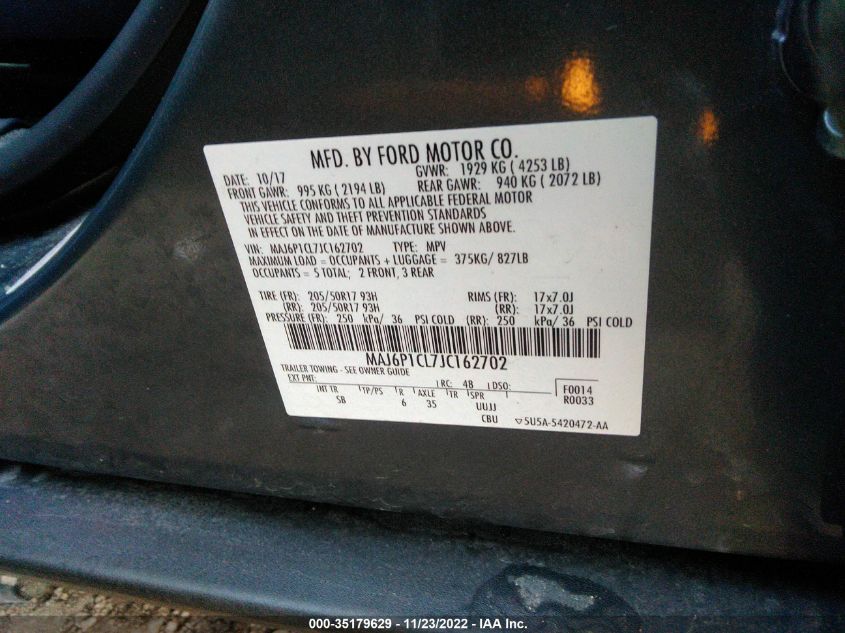 MFD. BY FORD MOTOR CO.
DATE: 10/17 GVWR: 1929 KG ( 4253 LB)
FRONT GAWR: 995 KG ( 2194 LB) REAR GAWR: 940 KG ( 2072 LB)
THIS VEHICLE CONFORMS TO ALL APPLICABLE FEDERAL MOTOR
VEHICLE SAFETY AND THEFT PREVENTION STANDARDS
IN EFFECT ON THE DATE OF MANUFACTURE SHOWN ABOVE.
VIN: MAJ6P1CL7JC162702 TYPE: MPV
MAXIMUM LOAD = OCCUPANTS + LUGGAGE = 375KG/ 827LB
OCCUPANTS = 5 TOTAL; 2 FRONT, 3 REAR
TIRE (FR): 205/50R17 93H RIMS (FR): 17x7.0J
(RR): 205/50R17 93H (RR): 17x7.0J
PRESSURE (FR): 250 kPa/ 36 PSI COLD (RR): 250 kPa/ 36 PSI COLD
MAJ6P1CL7JC162702
TRAILER TOWING - SEE OWNER GUIDE
EXT PNT: RC: 48 DSO: F0014
INT TR TP/PS R AXLE TR SPR R0033
SB 6 35 UUJJ
CBU 5U5A-5420472-AA
000-35179629 - 11/23/2022 - IAA Inc.